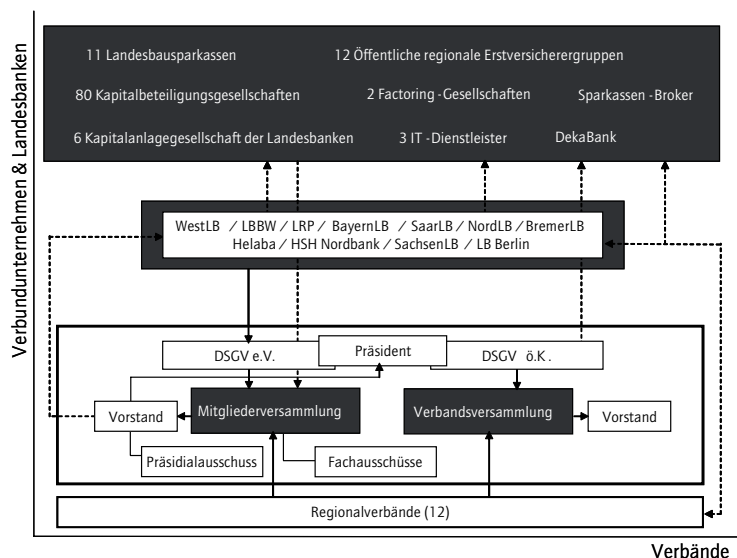 Verbundunternehmen & Landesbanken
11 Landesbausparkassen
12 Öffentliche regionale Erstversicherergruppen
80 Kapitalbeteiligungsgesellschaften
2 Factoring -Gesellschaften
Sparkassen -Broker
6 Kapitalanlagegesellschaft der Landesbanken
3 IT -Dienstleister
DekaBank
WestLB / LBBW / LRP / BayernLB / SaarLB / NordLB / BremerLB
Helaba / HSH Nordbank / SachsenLB / LB Berlin
DSGV e.V.
Präsident
DSGV ö.K.
Vorstand
Mitgliederversammlung
Verbandsversammlung
Vorstand
Präsidialausschuss
Fachausschüsse
Regionalverbände (12)
Verbände